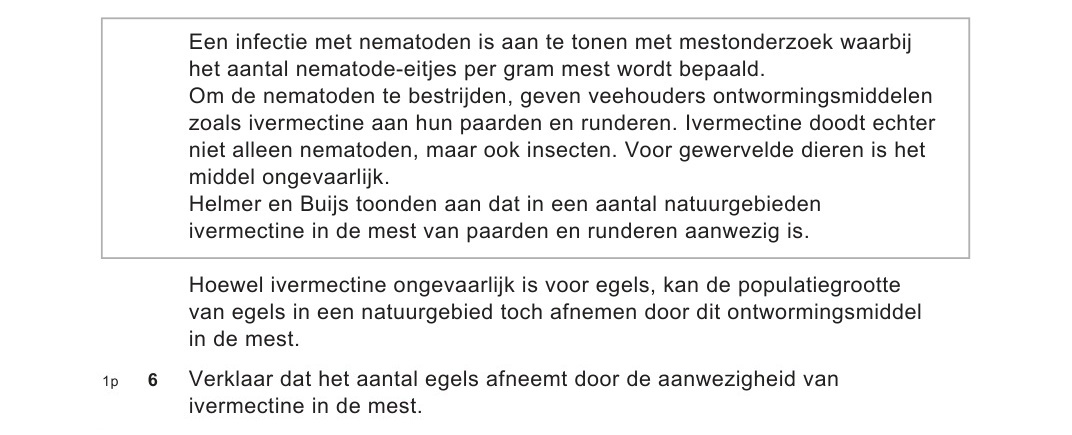 Een infectie met nematoden is aan te tonen met mestonderzoek waarbij
het aantal nematode-eitjes per gram mest wordt bepaald.
Om de nematoden te bestrijden, geven veehouders ontwormingsmiddelen
zoals ivermectine aan hun paarden en runderen. Ivermectine doodt echter
niet alleen nematoden, maar ook insecten. Voor gewervelde dieren is het
middel ongevaarlijk.
Helmer en Buijs toonden aan dat in een aantal natuurgebieden
ivermectine in de mest van paarden en runderen aanwezig is.
Hoewel ivermectine ongevaarlijk is voor egels, kan de populatiegrootte
van egels in een natuurgebied toch afnemen door dit ontwormingsmiddel
in de mest.
1p 6 Verklaar dat het aantal egels afneemt door de aanwezigheid van
ivermectine in de mest.